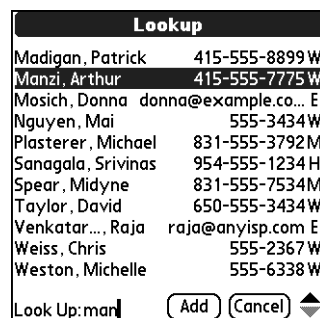 Lookup
Madigan, Patrick 415-555-8899 W
Manzi, Arthur 415-555-7775 W
Mosich, Donna donna@example.co... E
Nguyen, Mai 555-3434 W
Plasterer, Michael 831-555-3792 M
Sanagala, Srinivas 954-555-1234 H
Spear, Midyne 831-555-7534 M
Taylor, David 650-555-3434 W
Venkatar..., Raja raja@anyisp.com E
Weiss, Chris 555-2367 W
Weston, Michelle 555-6338 W
Look Up: man Add Cancel